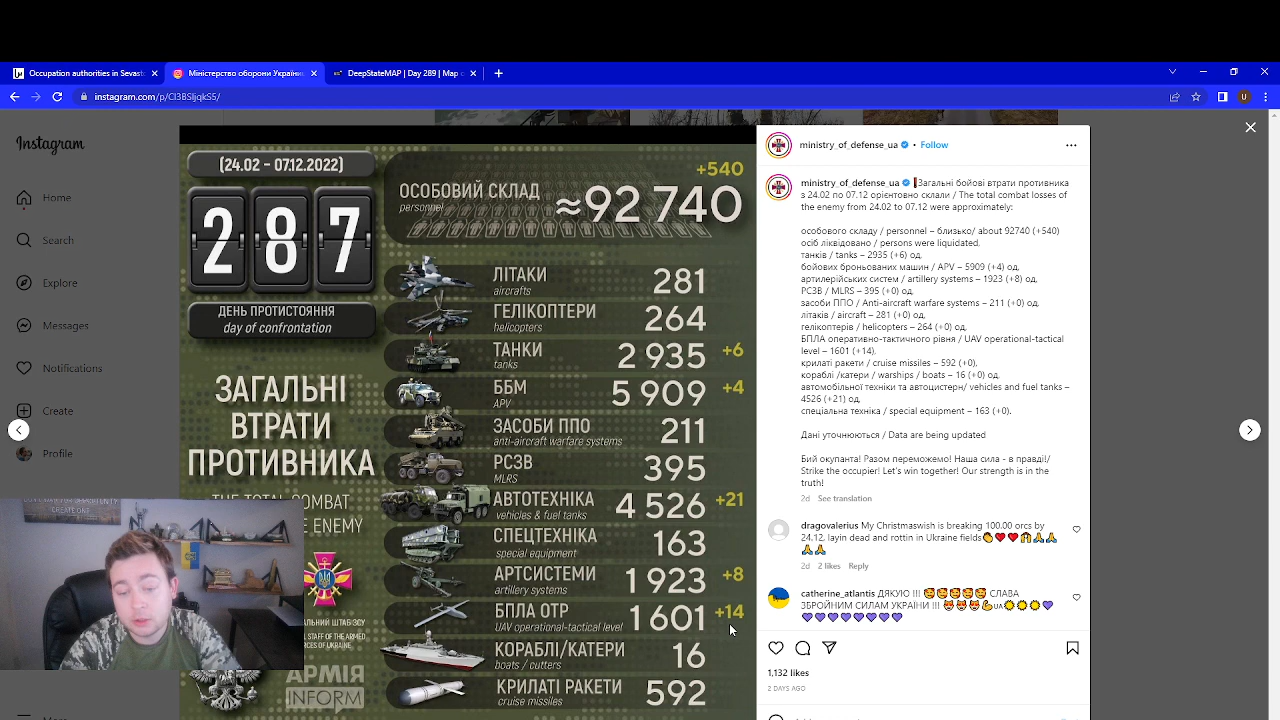 Occupation authorities in Sevast
Міністерство оборони України
DeepStateMAP | Day 289 | Map o
instagram.com/p/Cl3BSljqkS5/
U
Instagram
Home
Search
Explore
Messages
Notifications
Create
Profile
(24.02 – 07.12.2022)
287
ДЕНЬ ПРОТИСТОЯННЯ
day of confrontation
ЗАГАЛЬНІ
ВТРАТИ
ПРОТИВНИКА
THE TOTAL COMBAT
ENEMY
АРМІЯ
INFORM
+540
ОСОБОВИЙ СКЛАД
personnel
≈92 740
ЛІТАКИ
aircrafts
281
ГЕЛІКОПТЕРИ
helicopters
264
ТАНКИ
tanks
2 935 +6
ББМ
APV
5 909 +4
ЗАСОБИ ППО
anti-aircraft warfare systems
211
РСЗВ
MLRS
395
АВТОТЕХНІКА
vehicles & fuel tanks
4 526 +21
СПЕЦТЕХНІКА
special equipment
163
АРТСИСТЕМИ
artillery systems
1 923 +8
БПЛА ОТР
UAV operational-tactical level
1 601 +14
КОРАБЛІ/КАТЕРИ
boats / cutters
16
КРИЛАТІ РАКЕТИ
cruise missiles
592
ministry_of_defense_ua • Follow
ministry_of_defense_ua Загальні бойові втрати противника
з 24.02 по 07.12 орієнтовно склали / The total combat losses of
the enemy from 24.02 to 07.12 were approximately:
особового складу / personnel ‒ близько/ about 92740 (+540)
осіб ліквідовано / persons were liquidated,
танків / tanks ‒ 2935 (+6) од,
бойових броньованих машин / APV ‒ 5909 (+4) од,
артилерійських систем / artillery systems – 1923 (+8) од,
РСЗВ / MLRS – 395 (+0) од,
засоби ППО / Anti-aircraft warfare systems ‒ 211 (+0) од,
літаків / aircraft – 281 (+0) од,
гелікоптерів / helicopters – 264 (+0) од,
БПЛА оперативно-тактичного рівня / UAV operational-tactical
level – 1601 (+14),
крилаті ракети / cruise missiles ‒ 592 (+0),
кораблі /катери / warships / boats ‒ 16 (+0) од,
автомобільної техніки та автоцистерн/ vehicles and fuel tanks –
4526 (+21) од,
спеціальна техніка / special equipment ‒ 163 (+0).
Дані уточнюються / Data are being updated
Бий окупанта! Разом переможемо! Наша сила - в правді!/
Strike the occupier! Let's win together! Our strength is in the
truth!
2d See translation
dragovalerius My Christmaswish is breaking 100.00 orcs by
24.12. layin dead and rottin in Ukraine fields👏❤️❤️🙌🙏🙏
🙏🙏
2d 2 likes Reply
catherine_atlantis ДЯКУЮ !!! 🥰🥰🥰🥰🥰 СЛАВА
ЗБРОЙНИМ СИЛАМ УКРАЇНИ !!! 😻😻😻💪🇺🇦🌟🌟🌟💜
💜💜💜💜💜💜💜💜
1,132 likes
2 DAYS AGO